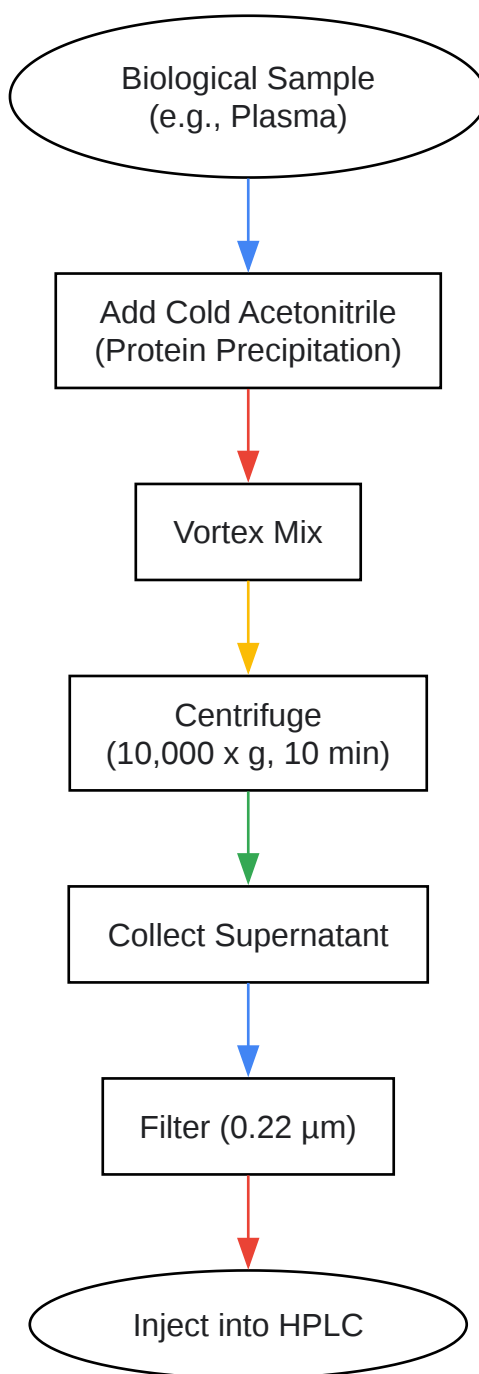 Biological Sample
(e.g., Plasma)
Add Cold Acetonitrile
(Protein Precipitation)
Vortex Mix
Centrifuge
(10,000 x g, 10 min)
Collect Supernatant
Filter (0.22 µm)
Inject into HPLC